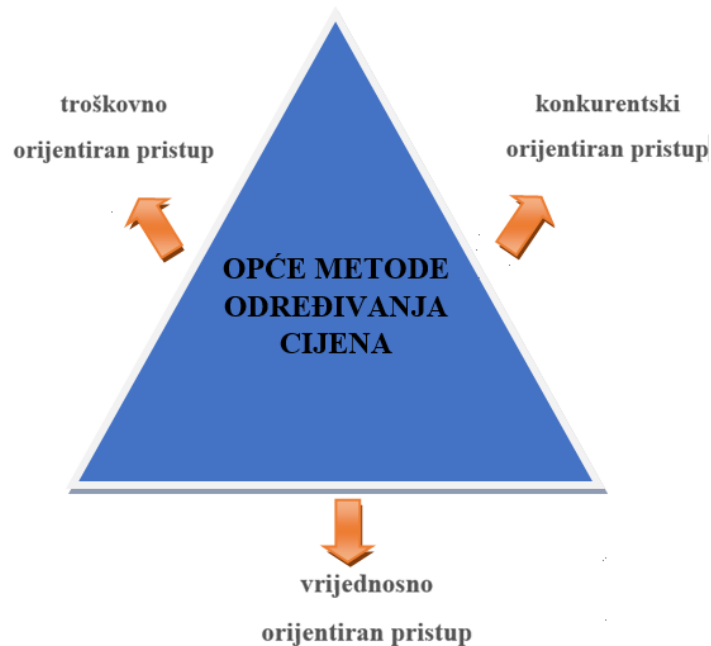 troškovno
orijentiran pristup
konkurentski
orijentiran pristup
OPĆE METODE
ODREĐIVANJA
CIJENA
vrijednosno
orijentiran pristup